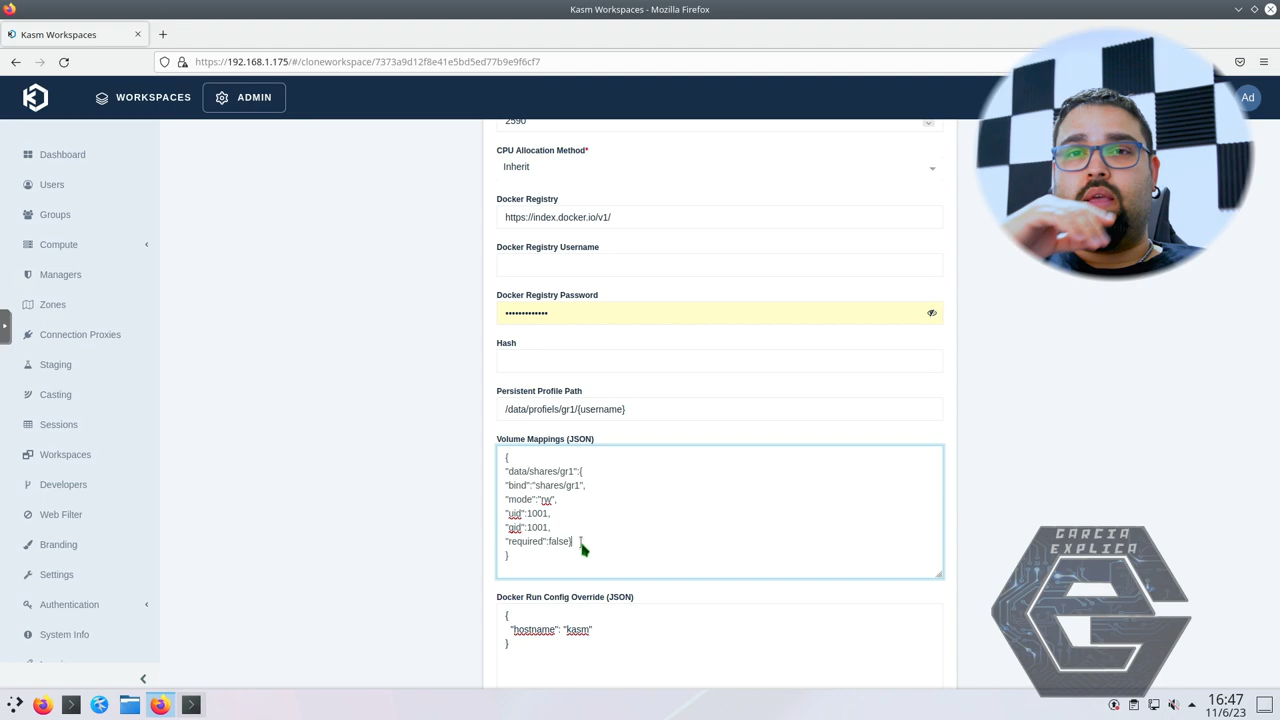 Kasm Workspaces - Mozilla Firefox
Kasm Workspaces
https://192.168.1.175/#/cloneworkspace/7373a9d12f8e41e5bd5ed77b9e9f6cf7
WORKSPACES
ADMIN
Ad
Dashboard
Users
Groups
Compute
Managers
Zones
Connection Proxies
Staging
Casting
Sessions
Workspaces
Developers
Web Filter
Branding
Settings
Authentication
System Info
2590
CPU Allocation Method*
Inherit
Docker Registry
https://index.docker.io/v1/
Docker Registry Username
Docker Registry Password
•••••••••••••
Hash
Persistent Profile Path
/data/profiels/gr1/{username}
Volume Mappings (JSON)
{
"data/shares/gr1":{
"bind":"shares/gr1",
"mode":"rw",
"uid":1001,
"gid":1001,
"required":false}
}
Docker Run Config Override (JSON)
{
"hostname": "kasm"
}
GARCIA
EXPLICA
16:47
11/6/23